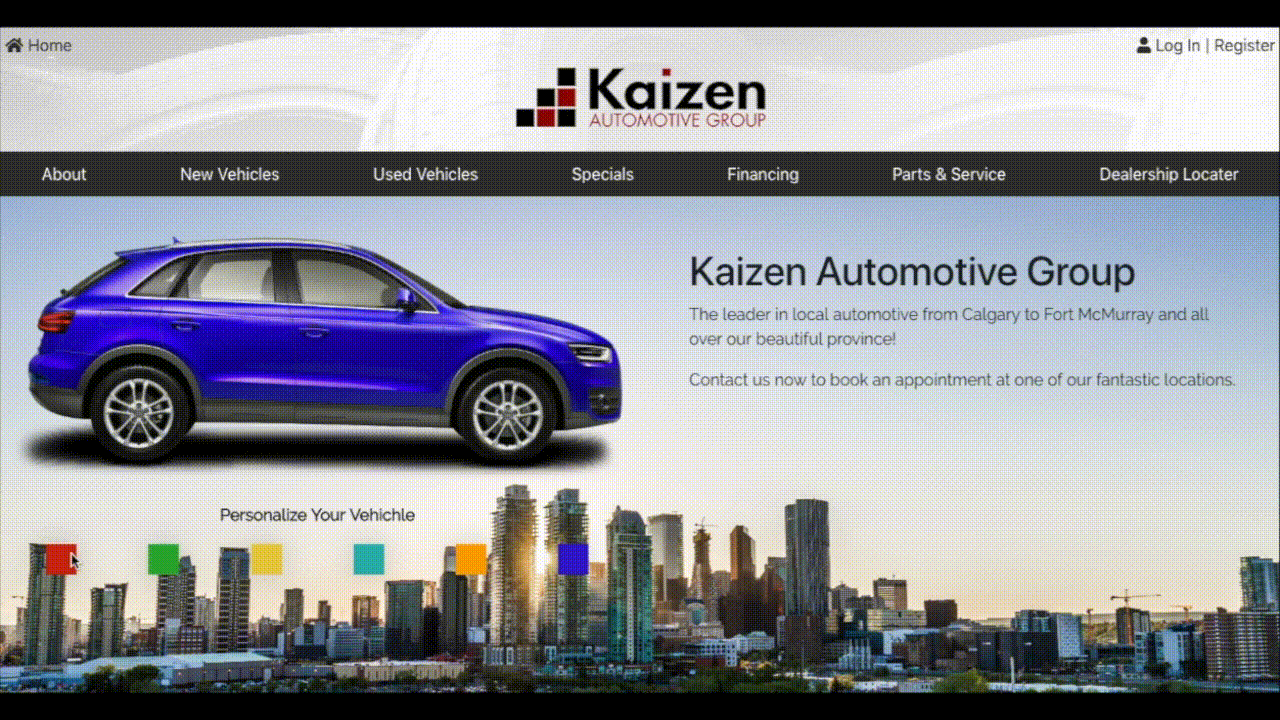 Home
Log In | Register
Kaizen
AUTOMOTIVE GROUP
About
New Vehicles
Used Vehicles
Specials
Financing
Parts & Service
Dealership Locater
Kaizen Automotive Group
The leader in local automotive from Calgary to Fort McMurray and all
over our beautiful province!
Contact us now to book an appointment at one of our fantastic locations.
Personalize Your Vehichle